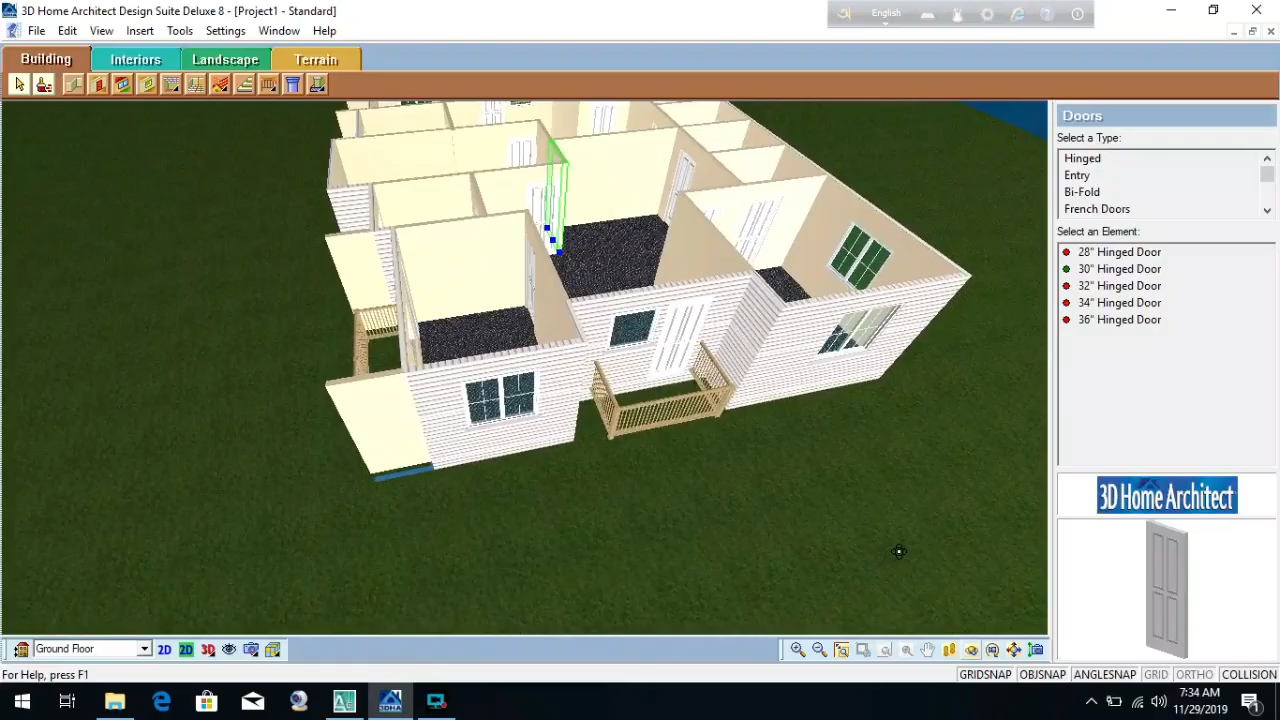 3D Home Architect Design Suite Deluxe 8 - [Project1 - Standard]
English
File Edit View Insert Tools Settings Window Help
Building Interiors Landscape Terrain
Doors
Select a Type:
Hinged
Entry
Bi-Fold
French Doors
Select an Element:
28" Hinged Door
30" Hinged Door
32" Hinged Door
34" Hinged Door
36" Hinged Door
3D Home Architect
Ground Floor 2D 2D 3D
For Help, press F1
GRIDSNAP OBJSNAP ANGLESNAP GRID ORTHO COLLISION
3DHA
7:34 AM
11/29/2019
1